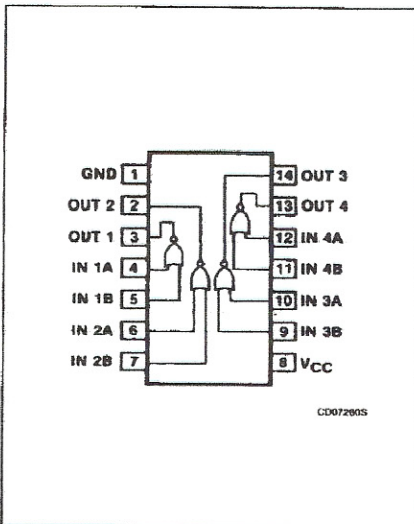 GND 1
OUT 2 2
OUT 1 3
IN 1A 4
IN 1B 5
IN 2A 6
IN 2B 7
14 OUT 3
13 OUT 4
12 IN 4A
11 IN 4B
10 IN 3A
9 IN 3B
8 VCC
CD07260S